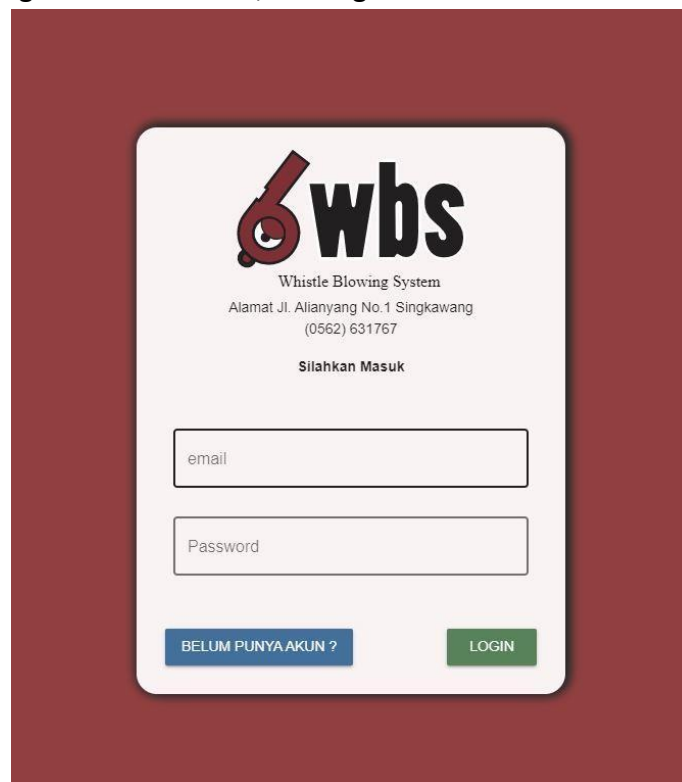 wbs
Whistle Blowing System
Alamat Jl. Alianyang No.1 Singkawang
(0562) 631767
Silahkan Masuk
email
Password
BELUM PUNYA AKUN ?
LOGIN